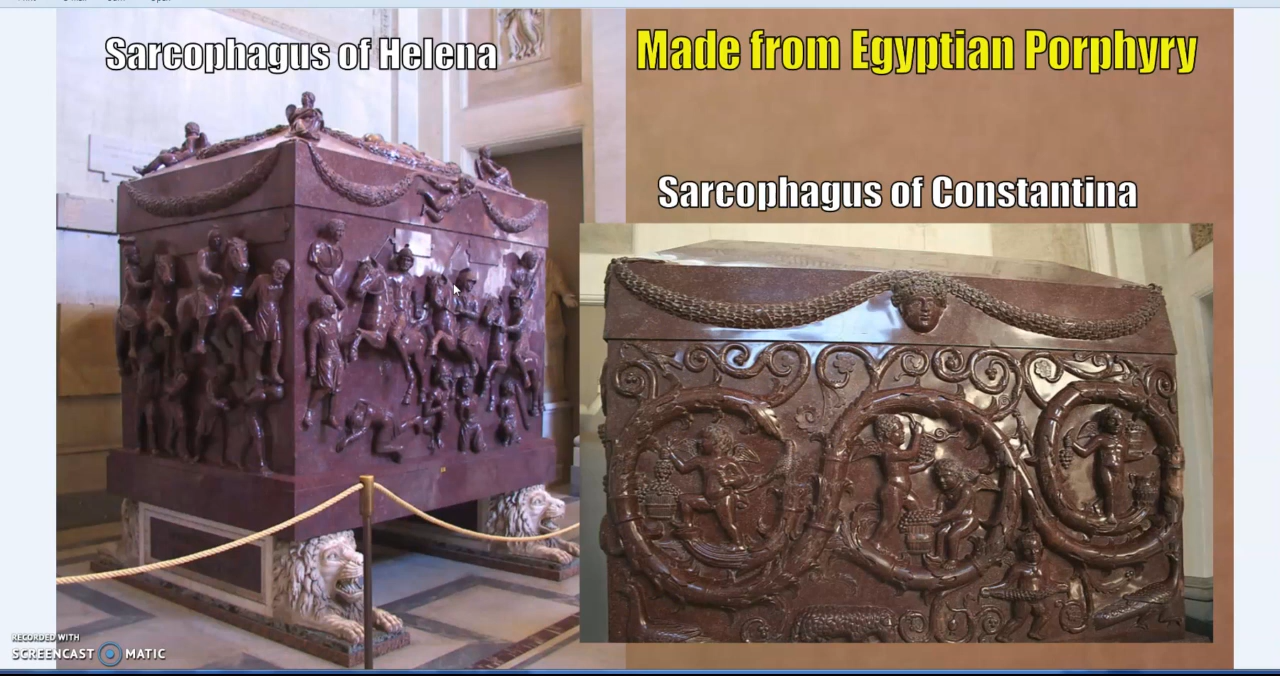 Sarcophagus of Helena
Made from Egyptian Porphyry
Sarcophagus of Constantina
RECORDED WITH
SCREENCAST MATIC